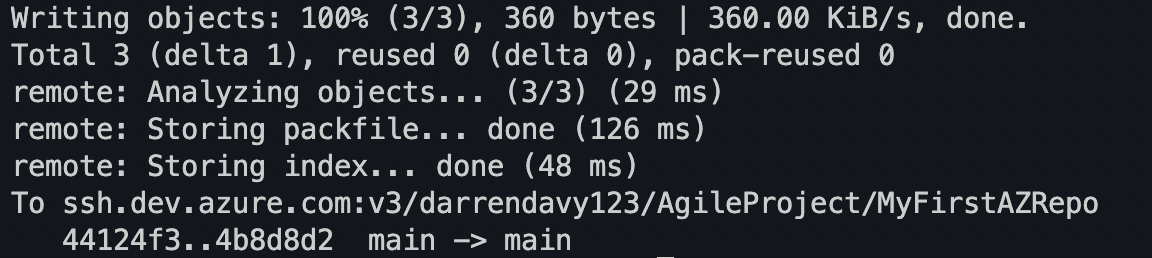 Writing objects: 100% (3/3), 360 bytes | 360.00 KiB/s, done.
Total 3 (delta 1), reused 0 (delta 0), pack-reused 0
remote: Analyzing objects... (3/3) (29 ms)
remote: Storing packfile... done (126 ms)
remote: Storing index... done (48 ms)
To ssh.dev.azure.com:v3/darrendavy123/AgileProject/MyFirstAZRepo
   44124f3..4b8d8d2  main -> main